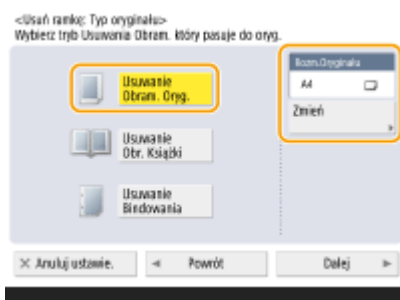 <Usuń ramkę: Typ oryginału>
Wybierz tryb Usuwania Obram. który pasuje do oryg.
Rozm.Oryginału
Usuwanie
Obram. Oryg.
A4
Zmień
Usuwanie
Obr. Książki
Usuwanie
Bindowania
Anuluj ustawie.
Powrót
Dalej